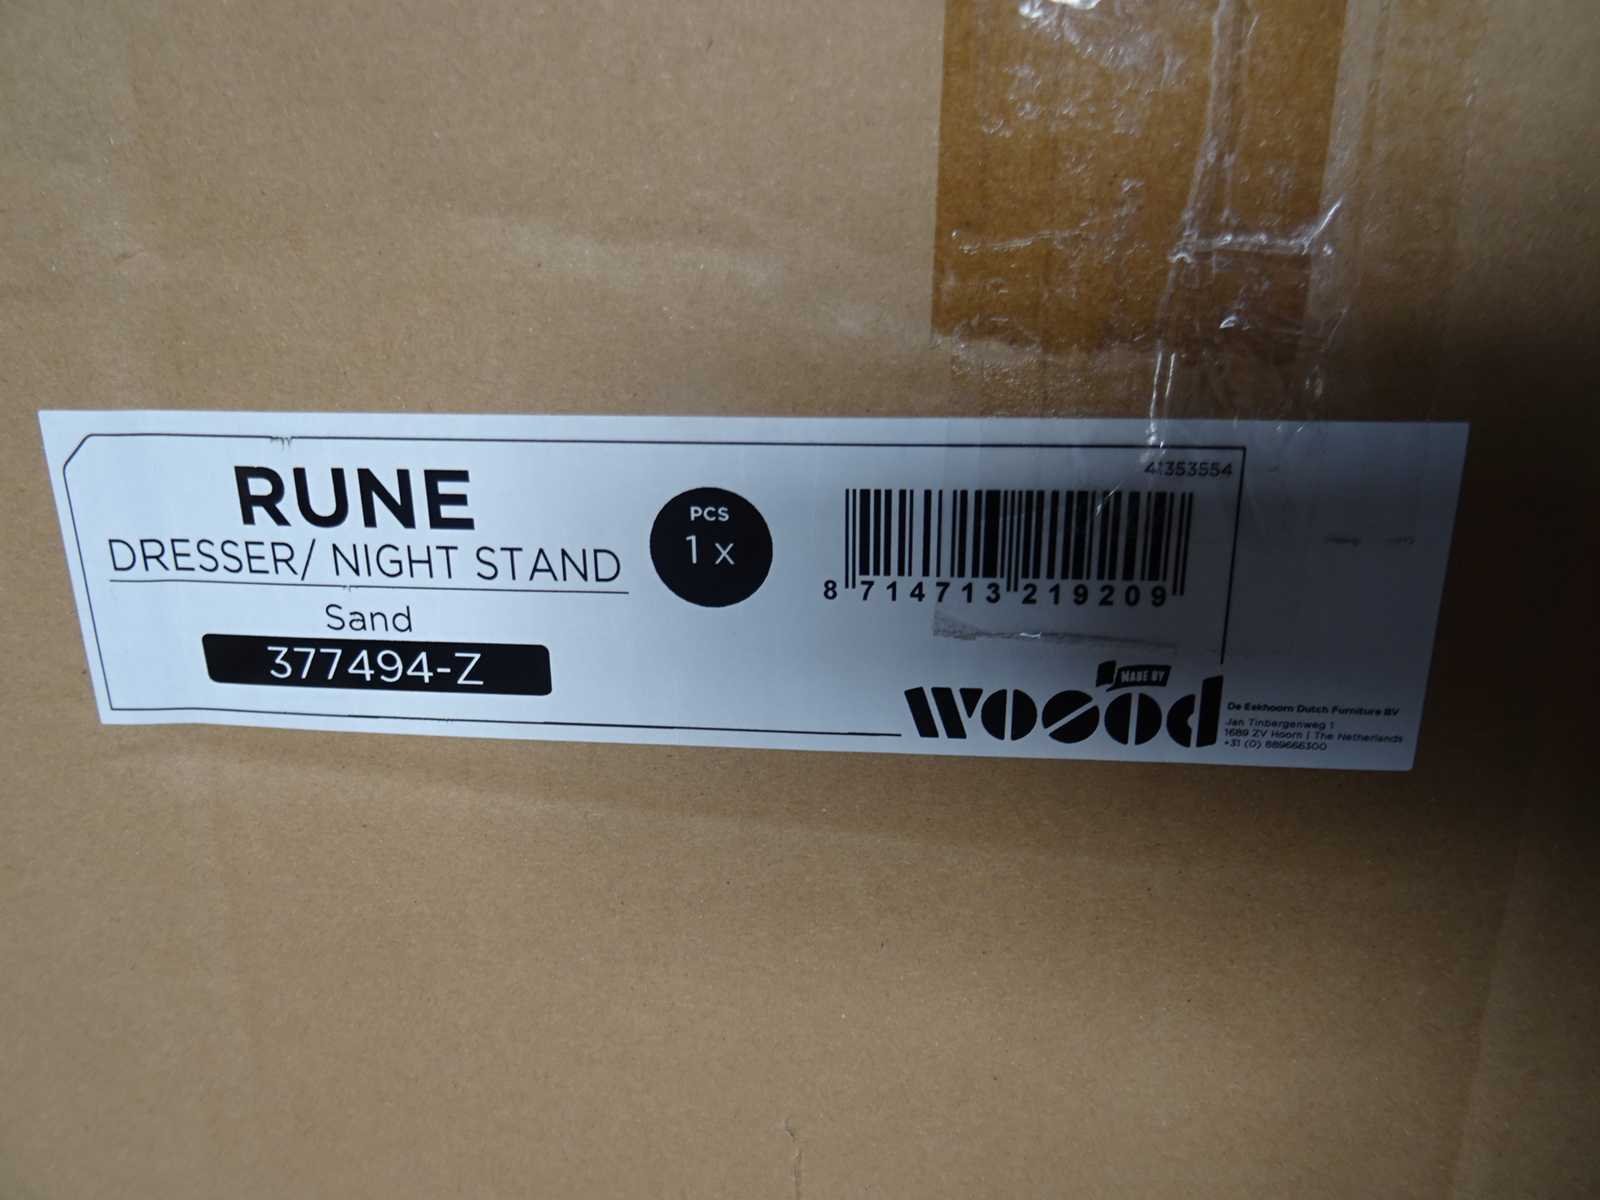 RUNE
DRESSER/ NIGHT STAND
Sand
377494-Z
PCS
1 x
41353554
8 714713 219209
MADE BY
woood
De Eekhoorn Dutch Furniture BV
Jan Tinbergenweg 1
1689 ZV Hoorn | The Netherlands
+31 (0) 889666300